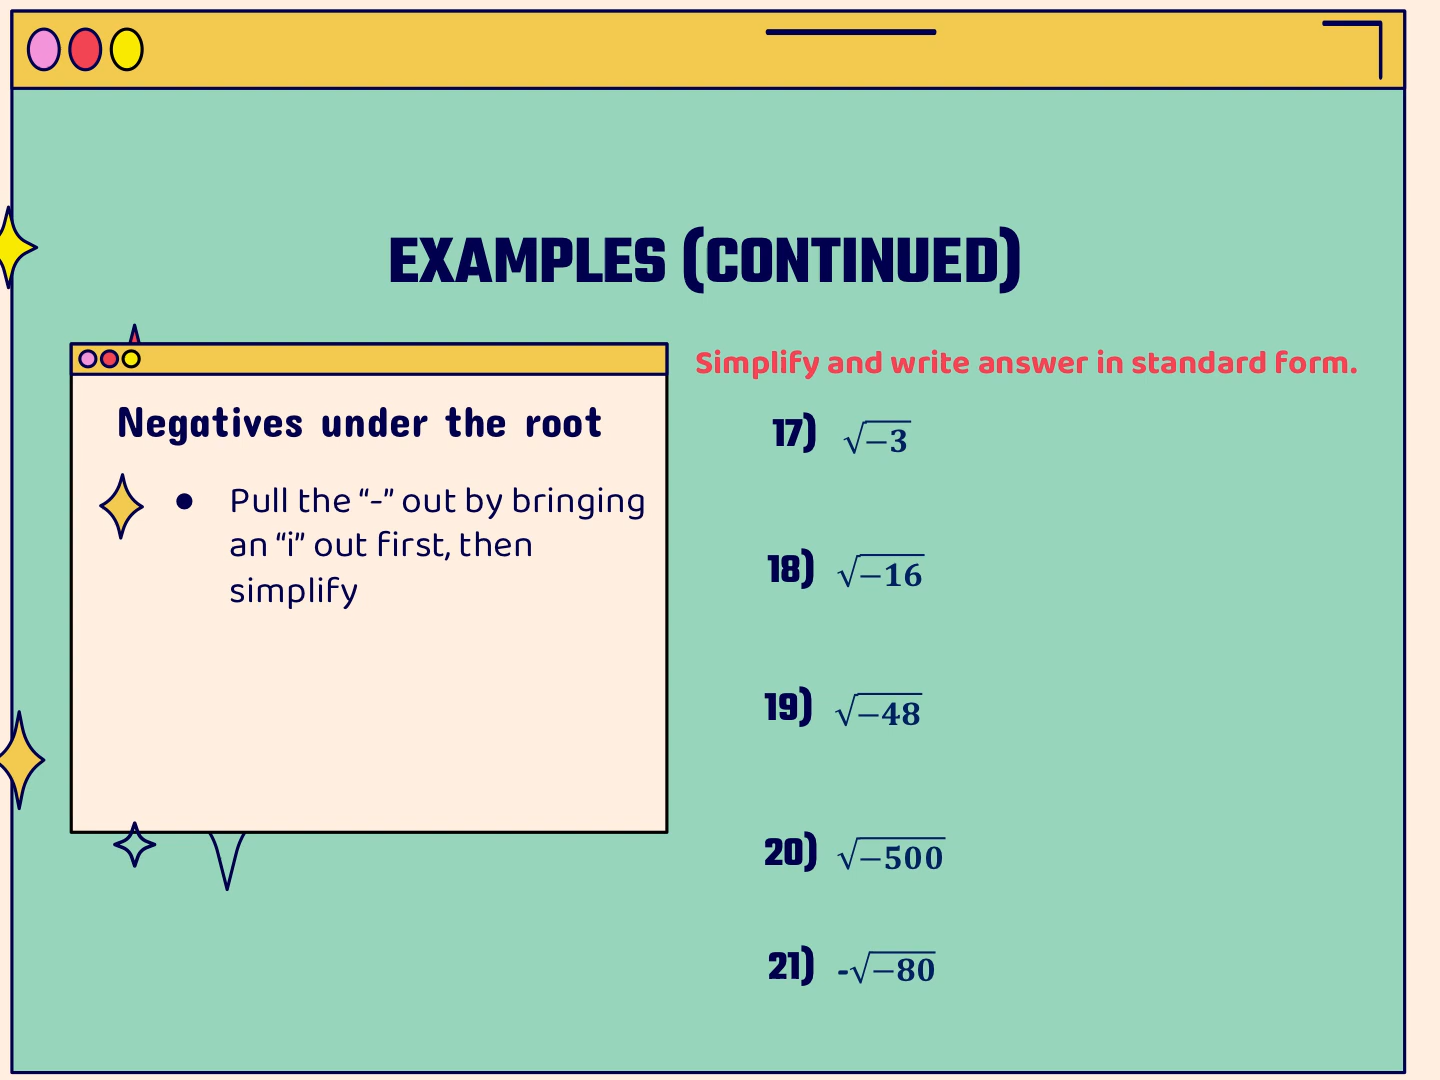 EXAMPLES (CONTINUED)
Negatives under the root
● Pull the “-” out by bringing
an “i” out first, then
simplify
Simplify and write answer in standard form.
17) √−3
18) √−16
19) √−48
20) √−500
21) -√−80